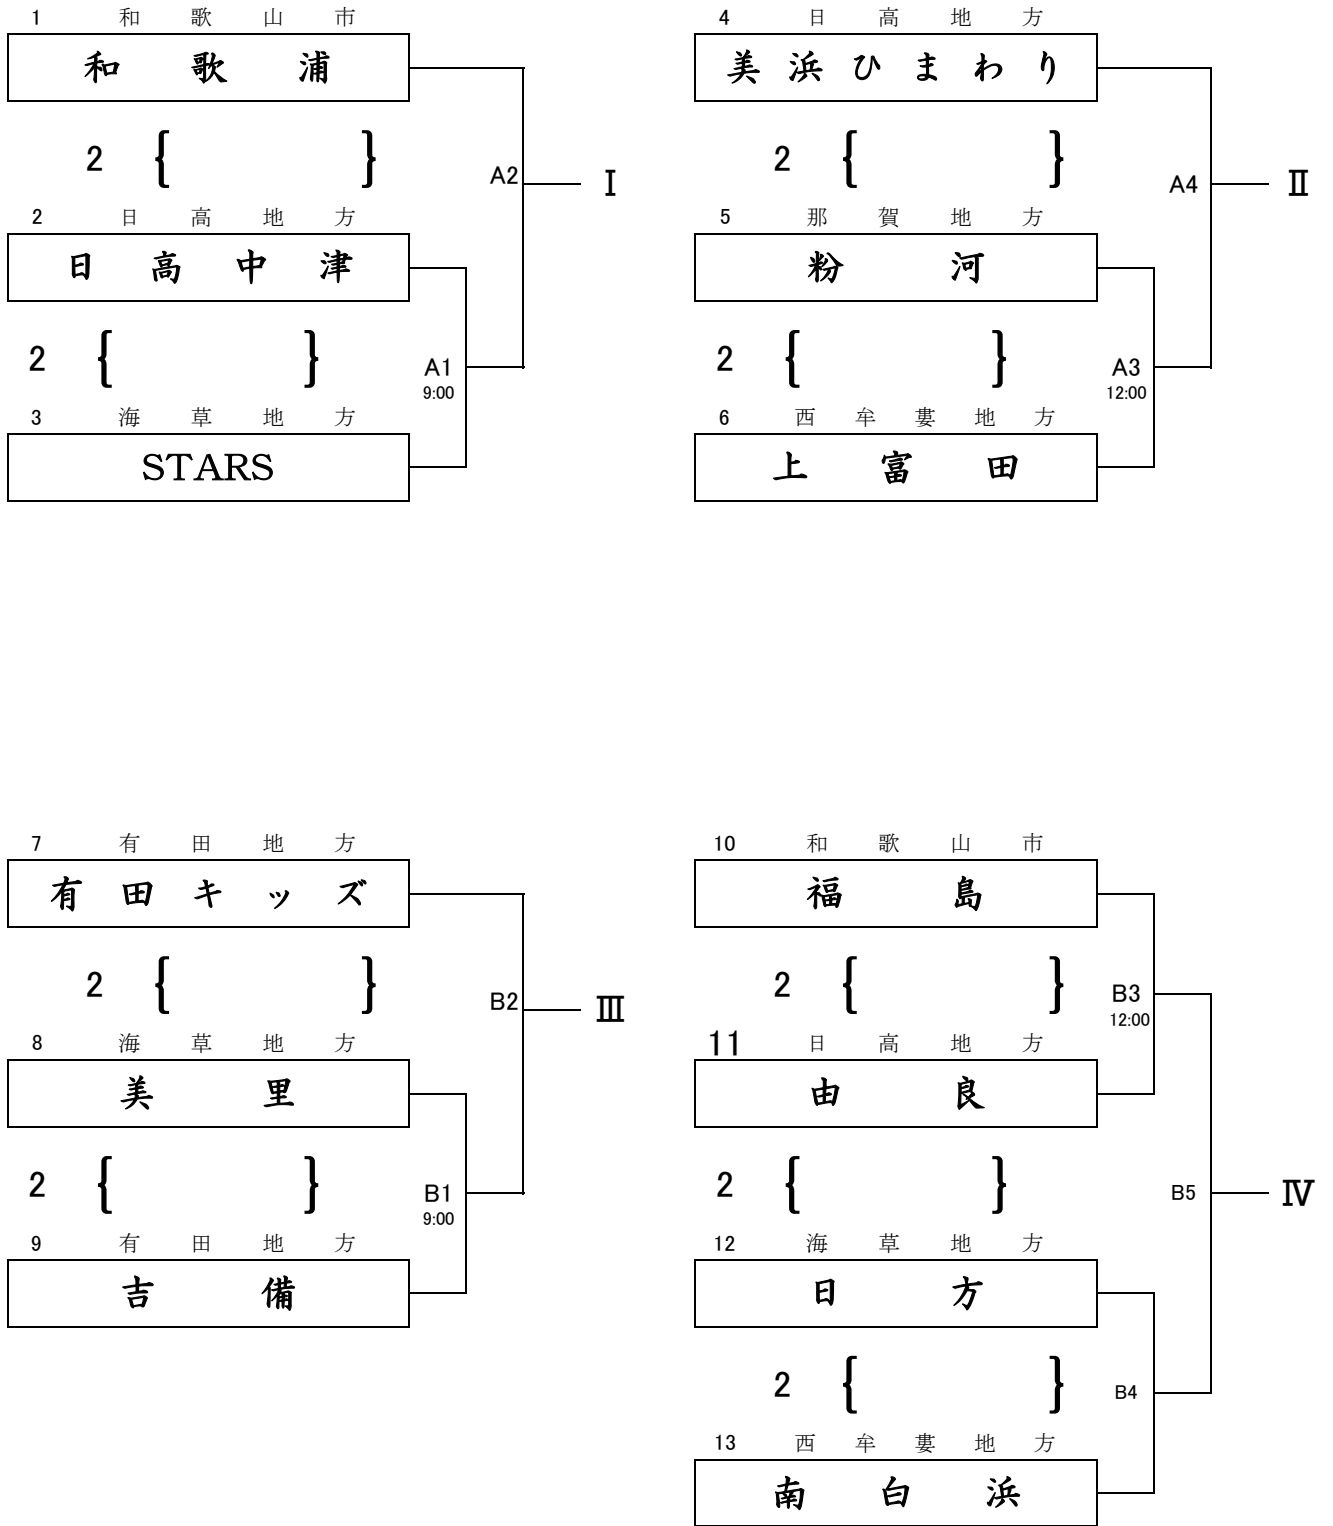 1 和歌山市
和歌浦
2 { }
A2
Ⅰ
2 日高地方
日高中津
2 { }
A1
9:00
3 海草地方
STARS
4 日高地方
美浜ひまわり
2 { }
A4
Ⅱ
5 那賀地方
粉河
2 { }
A3
12:00
6 西牟婁地方
上富田
7 有田地方
有田キッズ
2 { }
B2
Ⅲ
8 海草地方
美里
2 { }
B1
9:00
9 有田地方
吉備
10 和歌山市
福島
2 { }
B3
12:00
11 日高地方
由良
2 { }
B5
Ⅳ
12 海草地方
日方
2 { }
B4
13 西牟婁地方
南白浜